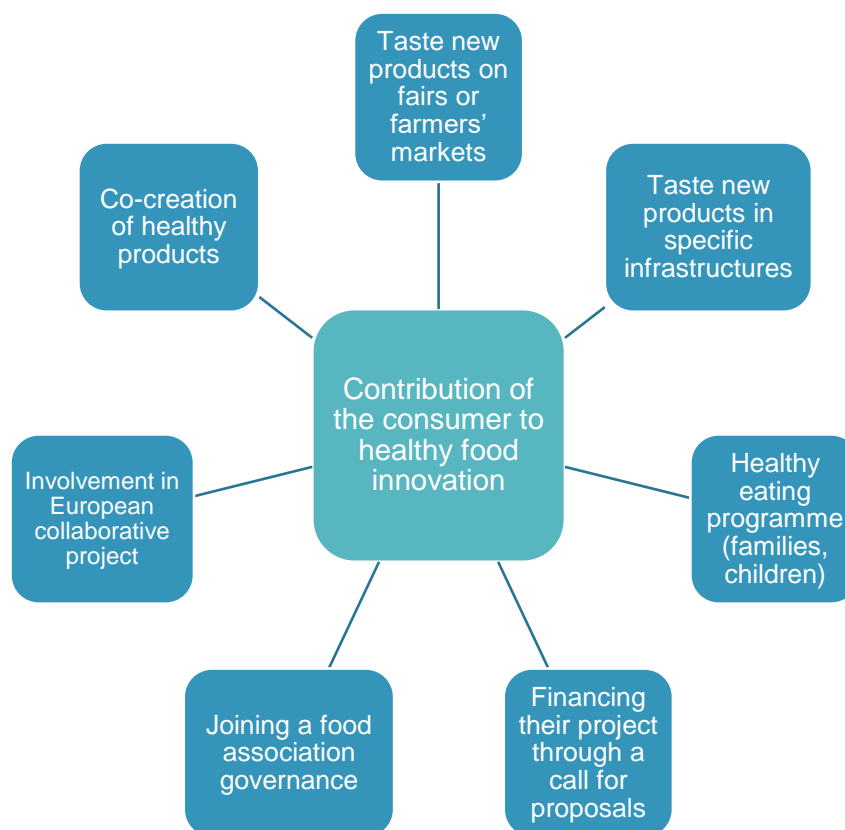 Taste new
products on
fairs or
farmers’
markets
Taste new
products in
specific
infrastructures
Healthy
eating
programme
(families,
children)
Financing
their project
through a
call for
proposals
Joining a food
association
governance
Involvement in
European
collaborative
project
Co-creation
of healthy
products
Contribution of
the consumer to
healthy food
innovation